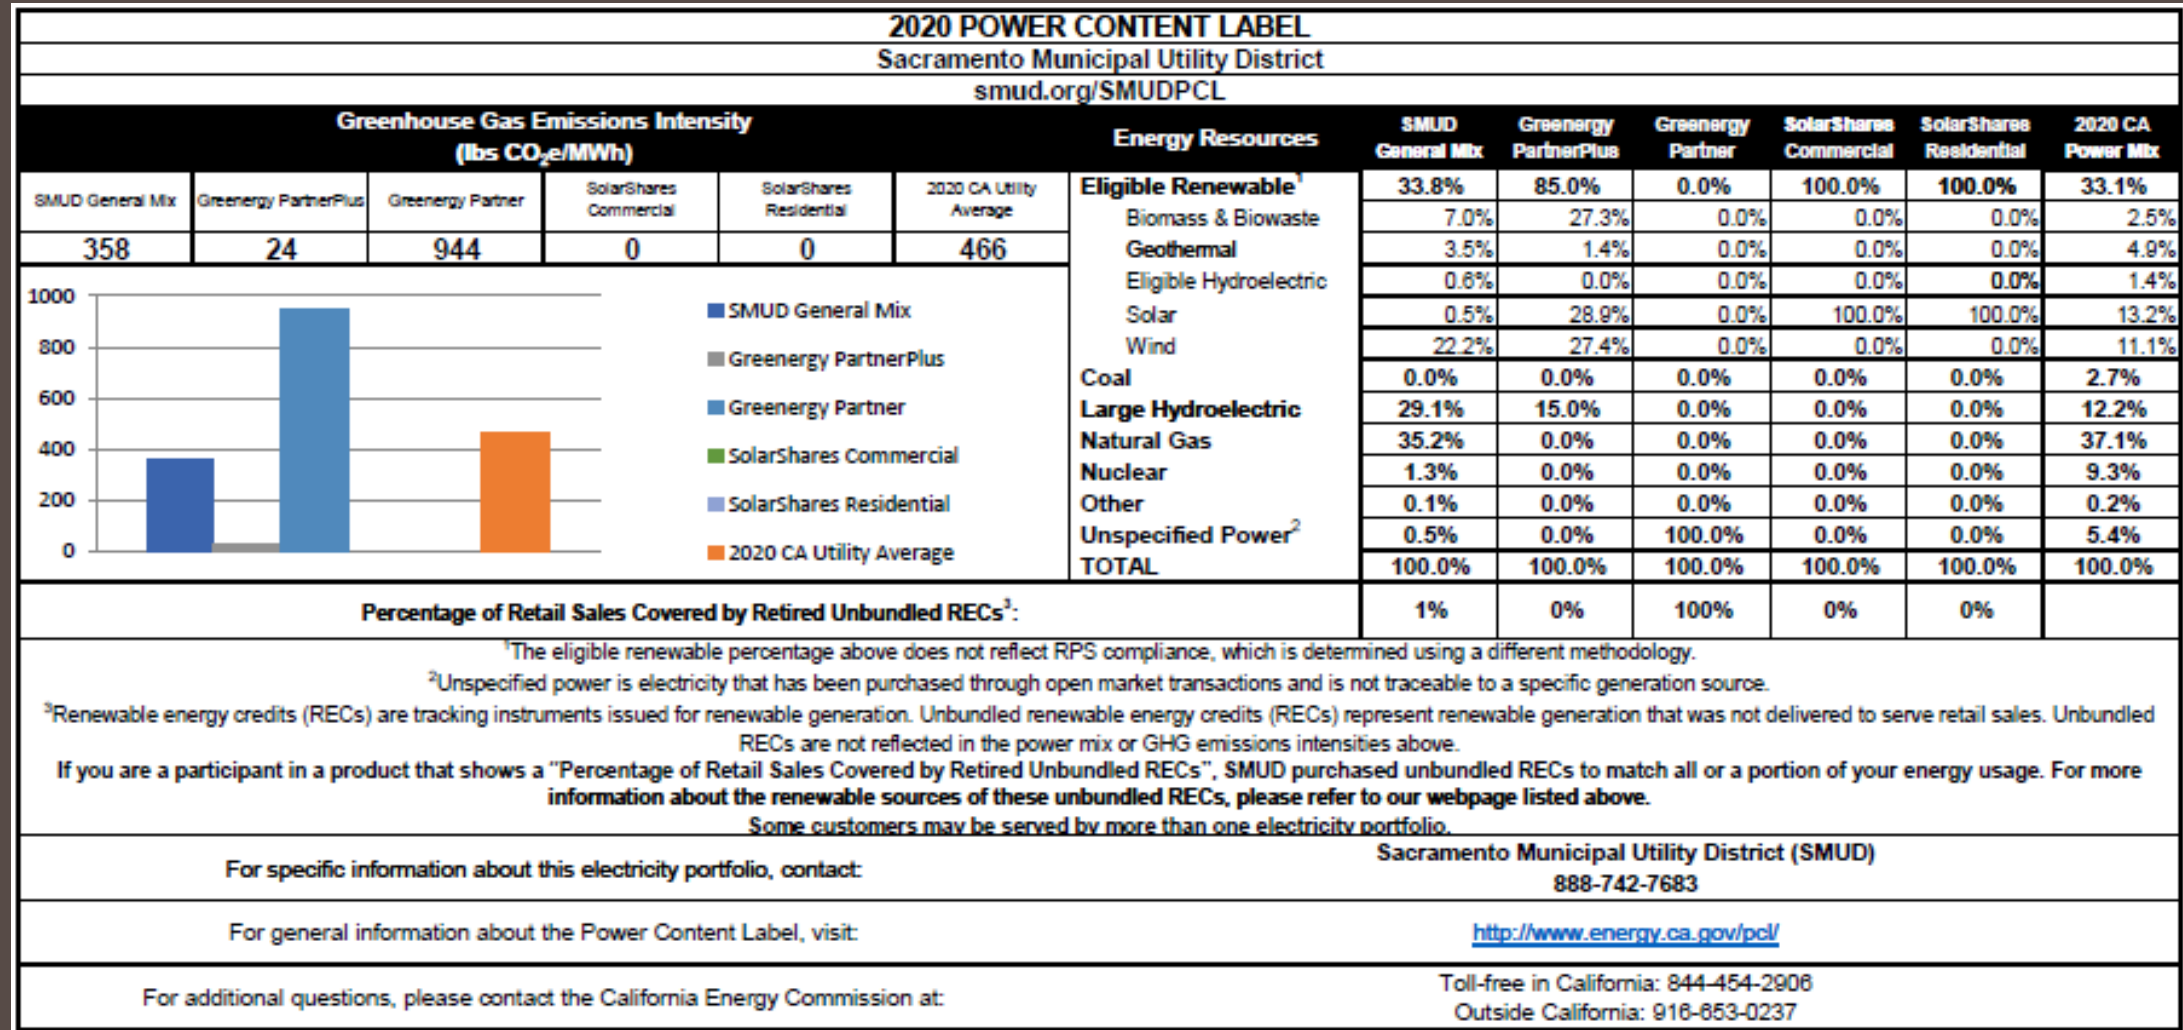 2020 POWER CONTENT LABEL
Sacramento Municipal Utility District
smud.org/SMUDPCL
Greenhouse Gas Emissions Intensity
(lbs CO₂e/MWh)
SMUD General Mix Greenergy PartnerPlus Greenergy Partner SolarShares Commercial SolarShares Residential 2020 CA Utility Average
358 24 944 0 0 466
1000
800
600
400
200
0
SMUD General Mix
Greenergy PartnerPlus
Greenergy Partner
SolarShares Commercial
SolarShares Residential
2020 CA Utility Average
Energy Resources SMUD General Mix Greenergy PartnerPlus Greenergy Partner SolarShares Commercial SolarShares Residential 2020 CA Power Mix
Eligible Renewable¹ 33.8% 85.0% 0.0% 100.0% 100.0% 33.1%
Biomass & Biowaste 7.0% 27.3% 0.0% 0.0% 0.0% 2.5%
Geothermal 3.5% 1.4% 0.0% 0.0% 0.0% 4.9%
Eligible Hydroelectric 0.6% 0.0% 0.0% 0.0% 0.0% 1.4%
Solar 0.5% 28.9% 0.0% 100.0% 100.0% 13.2%
Wind 22.2% 27.4% 0.0% 0.0% 0.0% 11.1%
Coal 0.0% 0.0% 0.0% 0.0% 0.0% 2.7%
Large Hydroelectric 29.1% 15.0% 0.0% 0.0% 0.0% 12.2%
Natural Gas 35.2% 0.0% 0.0% 0.0% 0.0% 37.1%
Nuclear 1.3% 0.0% 0.0% 0.0% 0.0% 9.3%
Other 0.1% 0.0% 0.0% 0.0% 0.0% 0.2%
Unspecified Power² 0.5% 0.0% 100.0% 0.0% 0.0% 5.4%
TOTAL 100.0% 100.0% 100.0% 100.0% 100.0% 100.0%
Percentage of Retail Sales Covered by Retired Unbundled RECs³: 1% 0% 100% 0% 0%
¹The eligible renewable percentage above does not reflect RPS compliance, which is determined using a different methodology.
²Unspecified power is electricity that has been purchased through open market transactions and is not traceable to a specific generation source.
³Renewable energy credits (RECs) are tracking instruments issued for renewable generation. Unbundled renewable energy credits (RECs) represent renewable generation that was not delivered to serve retail sales. Unbundled
RECs are not reflected in the power mix or GHG emissions intensities above.
If you are a participant in a product that shows a "Percentage of Retail Sales Covered by Retired Unbundled RECs", SMUD purchased unbundled RECs to match all or a portion of your energy usage. For more
information about the renewable sources of these unbundled RECs, please refer to our webpage listed above.
Some customers may be served by more than one electricity portfolio.
For specific information about this electricity portfolio, contact:
Sacramento Municipal Utility District (SMUD)
888-742-7683
For general information about the Power Content Label, visit:
http://www.energy.ca.gov/pcl/
For additional questions, please contact the California Energy Commission at:
Toll-free in California: 844-454-2906
Outside California: 916-653-0237